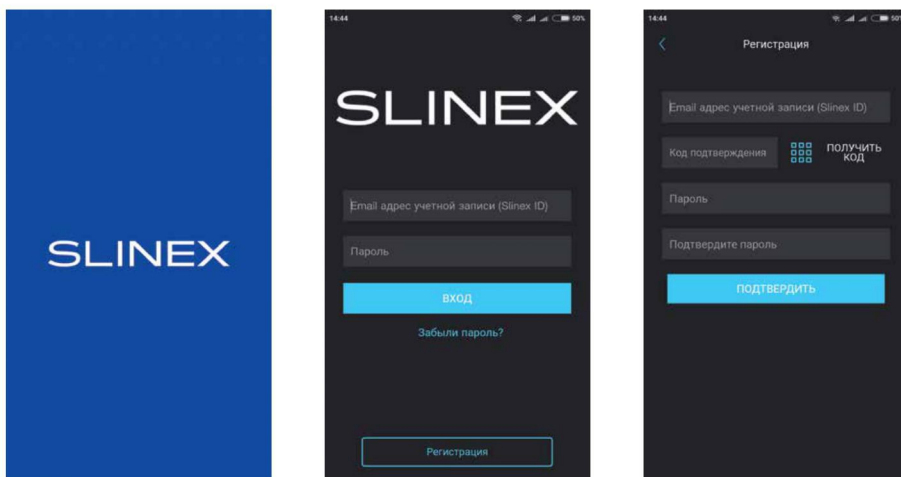 SLINEX
14:44
50%
SLINEX
Email адрес учетной записи (Slinex ID)
Пароль
ВХОД
Забыли пароль?
Регистрация
14:44
50%
Регистрация
Email адрес учетной записи (Slinex ID)
Код подтверждения
ПОЛУЧИТЬ
КОД
Пароль
Подтвердите пароль
ПОДТВЕРДИТЬ